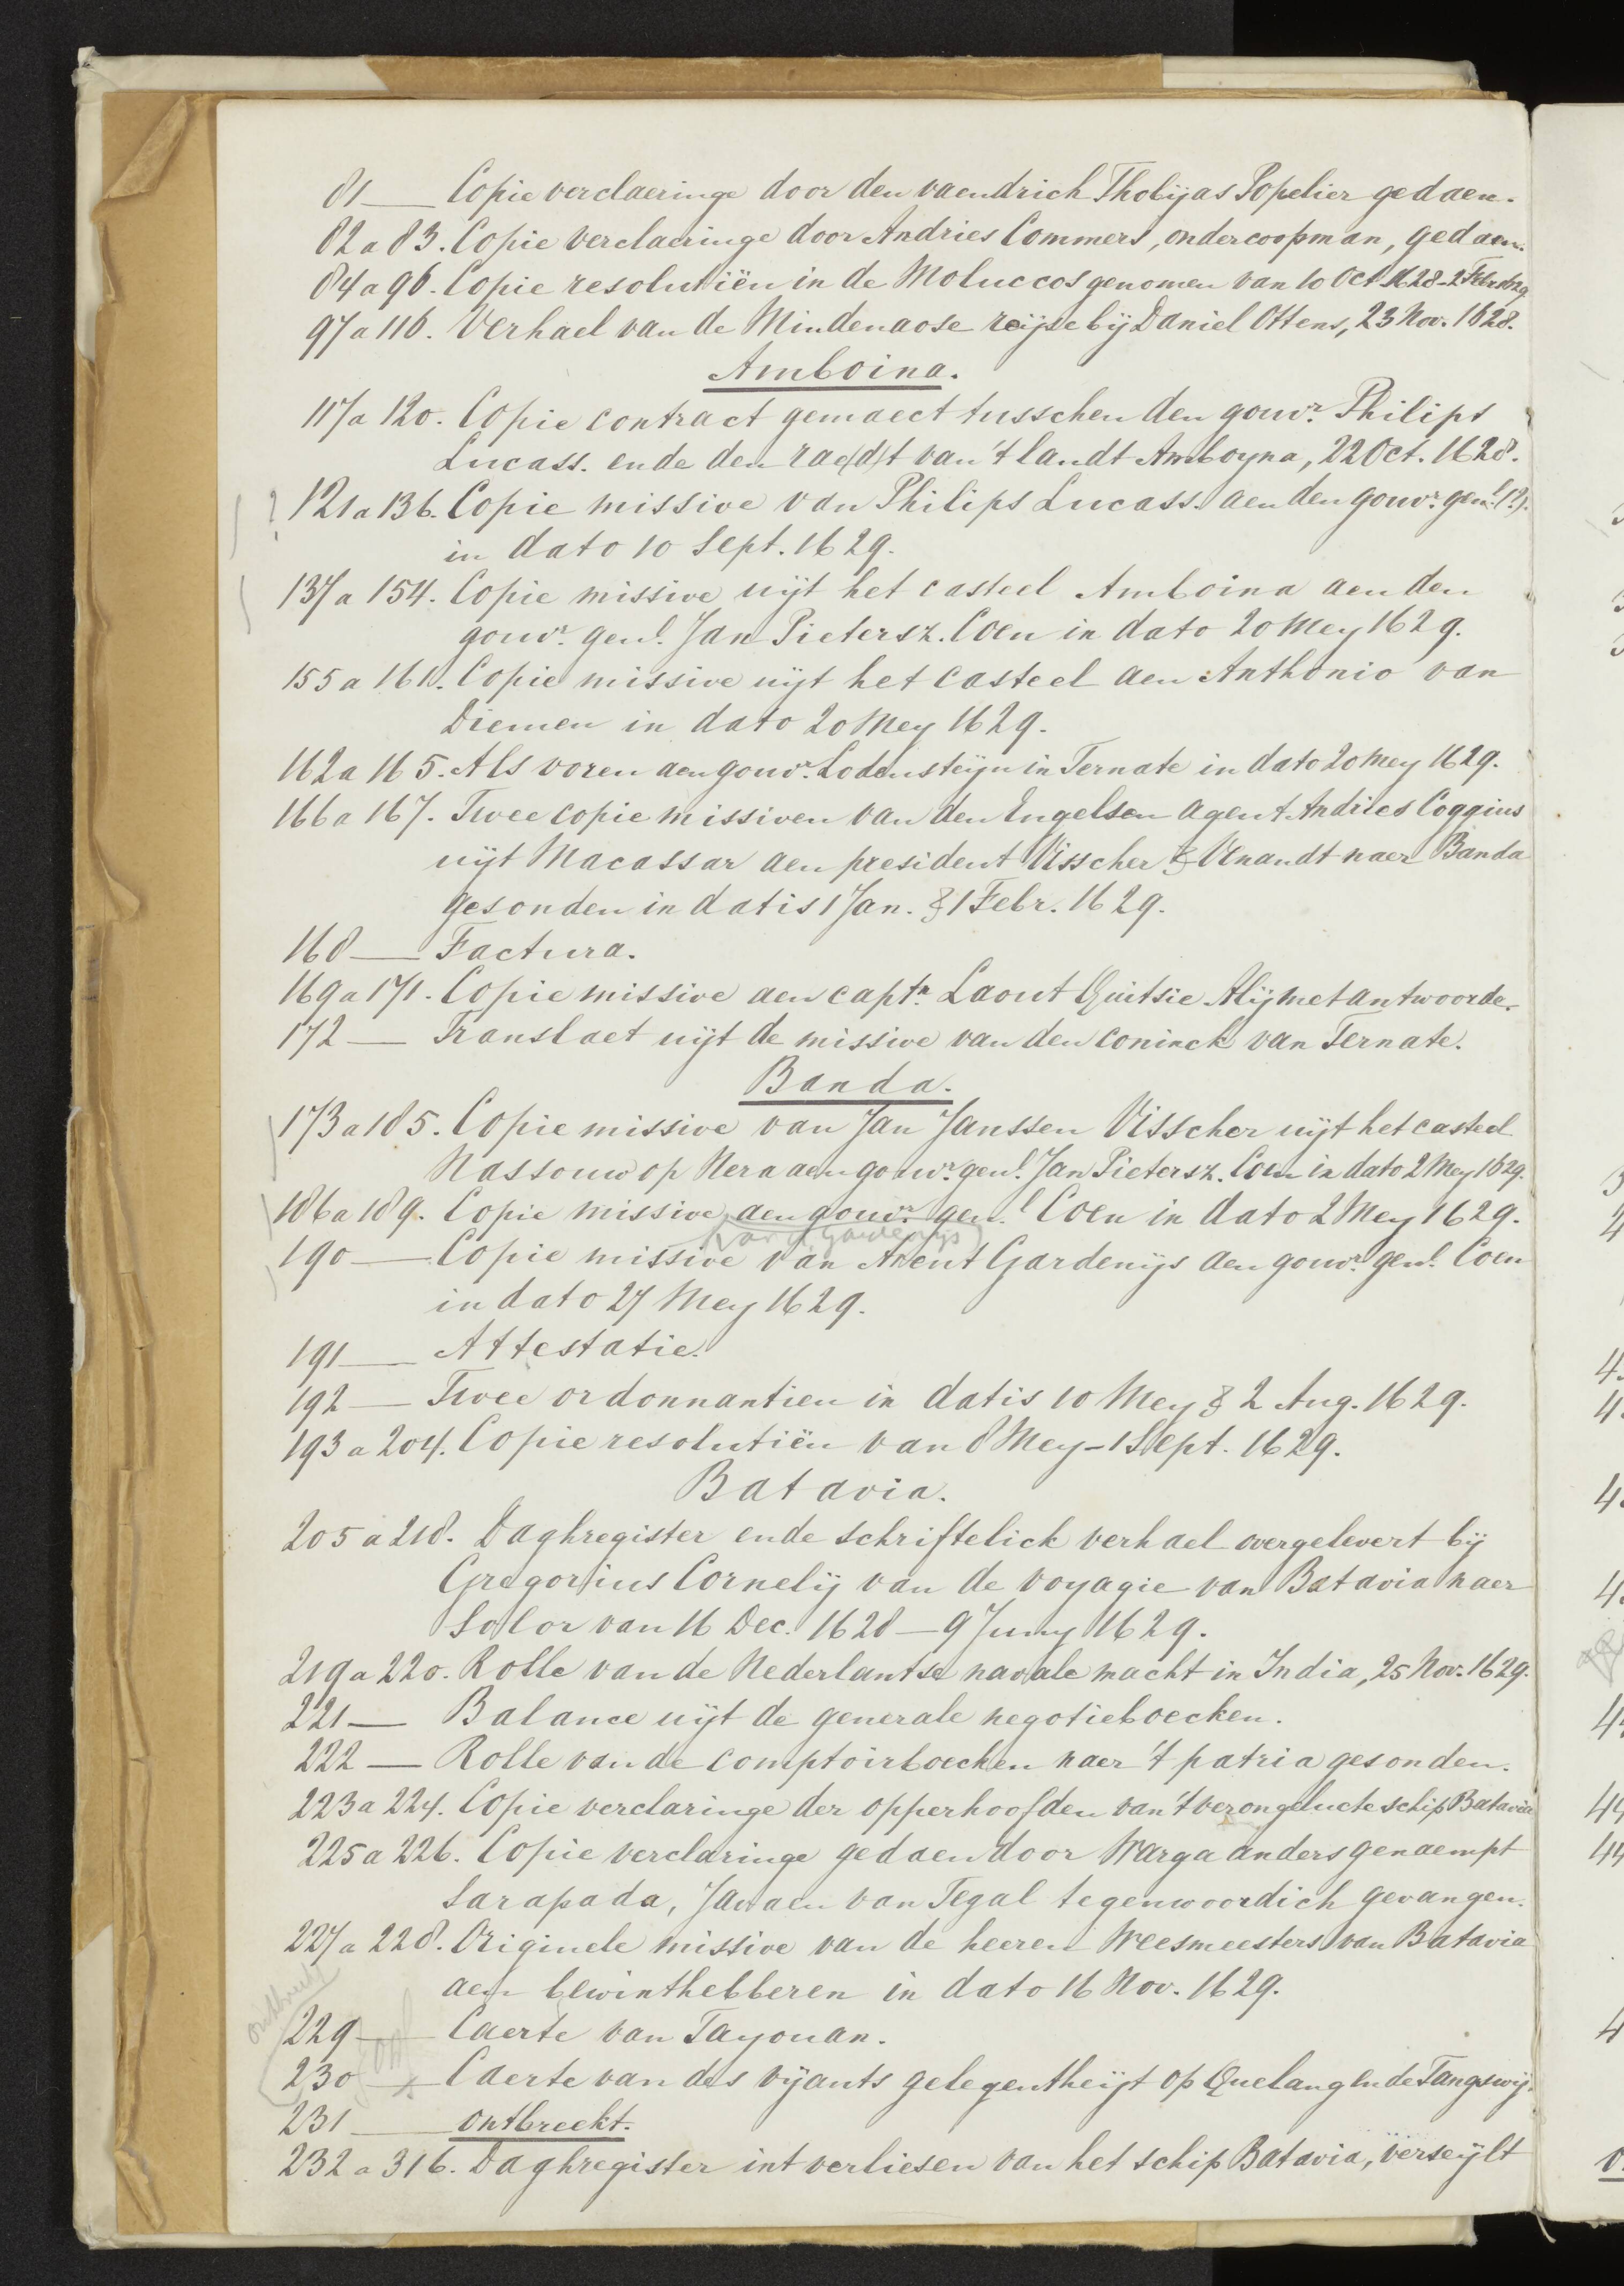 81 — Copie verclaeringe door den vaendrich Thobijas Popelier gedaen.
82 a 83. Copie verclaeringe door Andries Commers, ondercoopman, gedaen.
84 a 96. Copie resolutiën in de Moluccos genomen van 10 Oct. 1628 - 2 Febr. 1629
97 a 116. Verhael van de Mindenaose reijse bij Daniel Ottens, 23 Nov. 1628.
Amboina.
117 a 120. Copie contract gemaect tusschen den gouvr. Philips
Lucass. ende den rae(d)t van 't landt Amboyna, 22 Oct. 1628.
? 121 a 136. Copie missive van Philips Lucass. aen den gouvr. genl. (?).
in dato 10 Sept. 1629.
137 a 154. Copie missive uijt het casteel Amboina aen den
gouvr. genl. Jan Pietersz. Coen in dato 20 Mey 1629.
155 a 161. Copie missive uijt het casteel aen Anthonio van
Diemen in dato 20 Mey 1629.
162 a 165. Als voren aen gouvr. Lodensteijn in Ternate in dato 20 Mey 1629.
166 a 167. Twee copie missiven van den Engelsen agent Andries Coggins
uijt Macassar aen president Visscher & Vrnandt naer Banda
gesonden in datis 1 Jan. & 1 Febr. 1629.
168 — Factura.
169 a 171. Copie missive aen captn. Laout Quitsie Alij met antwoorde.
172 — Translaet uijt de missive van den coninck van Ternate.
Banda.
173 a 185. Copie missive van Jan Janssen Visscher uijt het casteel
Nassouw op Nera aen gouvr. genl. Jan Pietersz. Coen in dato 2 Mey 1629.
186 a 189. Copie missive aen gouvr. genl. Coen in dato 2 Mey 1629.
(van A. Gardenijs)
190 — Copie missive van Arent Gardenijs aen gouvr. genl. Coen
in dato 27 Mey 1629.
191 — Attestatie.
192 — Twee ordonnantien in datis 10 Mey & 2 Aug. 1629.
193 a 204. Copie resolutiën van 8 Mey - 1 Sept. 1629.
Batavia.
205 a 218. Daghregister ende schriftelick verhael overgelevert bij
Gregorius Cornelij van de voyagie van Batavia naer
Solor van 16 Dec. 1628 — 9 Juny 1629.
219 a 220. Rolle van de Nederlantse navale macht in India, 25 Nov. 1629.
221 — Balance uijt de generale negotieboecken.
222 — Rolle van de comptoirboecken naer 't patria gesonden.
223 a 224. Copie verclaringe der opperhoofden van 't verongelucte schip Batavia
225 a 226. Copie verclaringe gedaen door Warga anders genaempt
Sarapada, Javaen van Tegal tegenwoordich gevangen.
227 a 228. Originele missive van de heeren Weesmeesters van Batavia
aen bewinthebberen in dato 16 Nov. 1629.
229 — Caerte van Tayouan.
230 — Caerte van des vijants gelegentheijt op Quelang ende Tangswij.
231 — ontbreekt.
232 a 316. Daghregister int verliesen van het schip Batavia, verseijlt